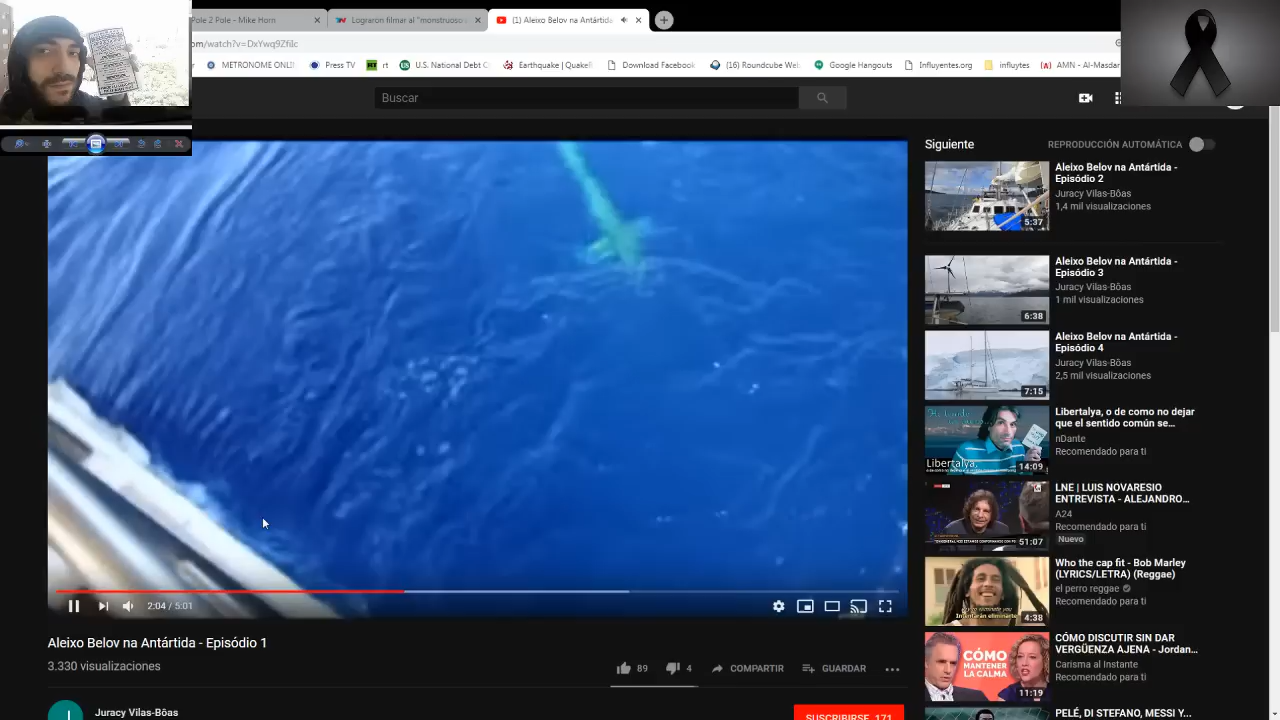 Pole 2 Pole - Mike Horn
Lograron filmar al "monstruoso
(1) Aleixo Belov na Antártida
.com/watch?v=DxYwq9Zfilc
METRONOME ONLI
Press TV
rt
U.S. National Debt C
Earthquake | Quake
Download Facebook
(16) Roundcube Web
Google Hangouts
Influyentes.org
influytes
AMN - Al-Masdar
Buscar
Siguiente
REPRODUCCIÓN AUTOMÁTICA
Aleixo Belov na Antártida -
Episódio 2
Juracy Vilas-Bôas
1,4 mil visualizaciones
5:37
Aleixo Belov na Antártida -
Episódio 3
Juracy Vilas-Bôas
1 mil visualizaciones
6:38
Aleixo Belov na Antártida -
Episódio 4
Juracy Vilas-Bôas
2,5 mil visualizaciones
7:15
Libertalya, o de como no dejar
que el sentido común se...
nDante
Recomendado para ti
Libertalya,
14:09
LNE | LUIS NOVARESIO
ENTREVISTA - ALEJANDRO...
A24
Recomendado para ti
Nuevo
51:07
Who the cap fit - Bob Marley
(LYRICS/LETRA) (Reggae)
el perro reggae
Recomendado para ti
4:38
CÓMO DISCUTIR SIN DAR
VERGÜENZA AJENA - Jordan...
Carisma al Instante
Recomendado para ti
CÓMO
MANTENER
LA CALMA
11:19
PELÉ, DI STEFANO, MESSI Y...
2:04 / 5:01
Aleixo Belov na Antártida - Episódio 1
3.330 visualizaciones
89
4
COMPARTIR
GUARDAR
Juracy Vilas-Bôas
SUSCRIBIRSE 171